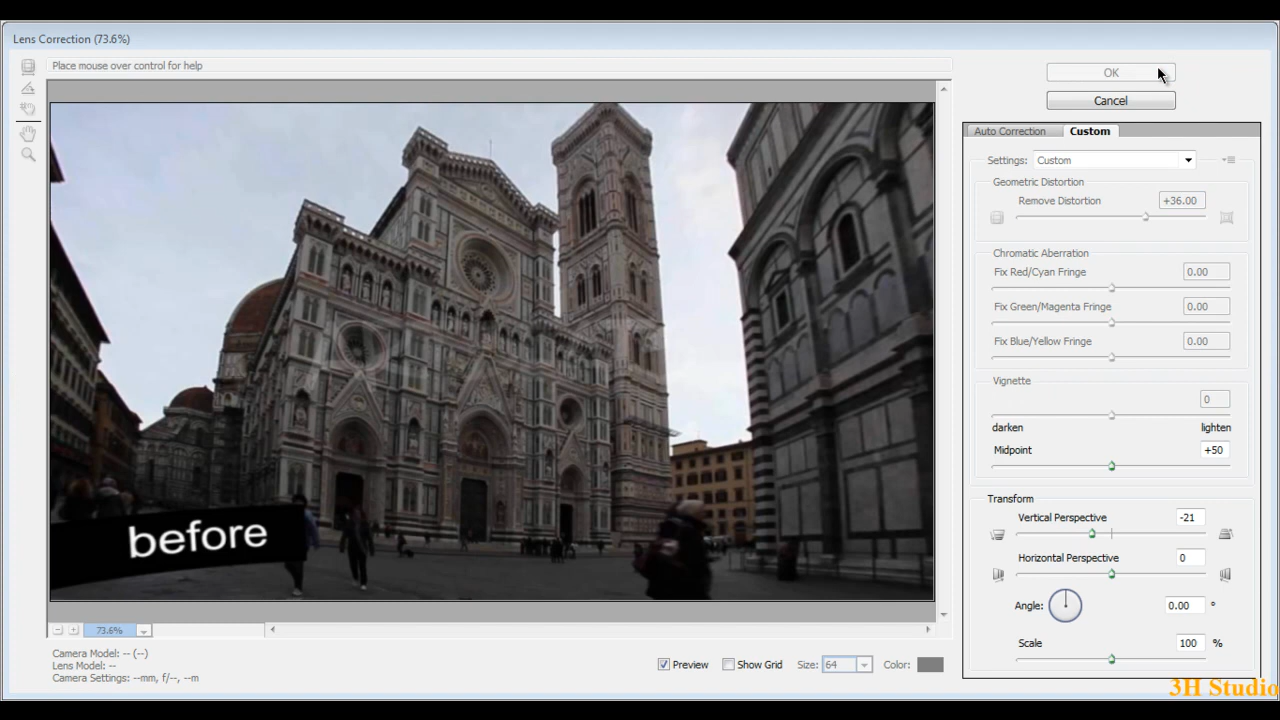 Lens Correction (73.6%)
Place mouse over control for help
OK
Cancel
Auto Correction
Custom
Settings: Custom
Geometric Distortion
Remove Distortion +36.00
Chromatic Aberration
Fix Red/Cyan Fringe 0.00
Fix Green/Magenta Fringe 0.00
Fix Blue/Yellow Fringe 0.00
Vignette
0
darken lighten
Midpoint +50
Transform
Vertical Perspective -21
Horizontal Perspective 0
Angle: 0.00 °
Scale 100 %
before
73.6%
Camera Model: -- (--)
Lens Model: --
Camera Settings: --mm, f/--, --m
Preview Show Grid Size: 64 Color:
3H Studio